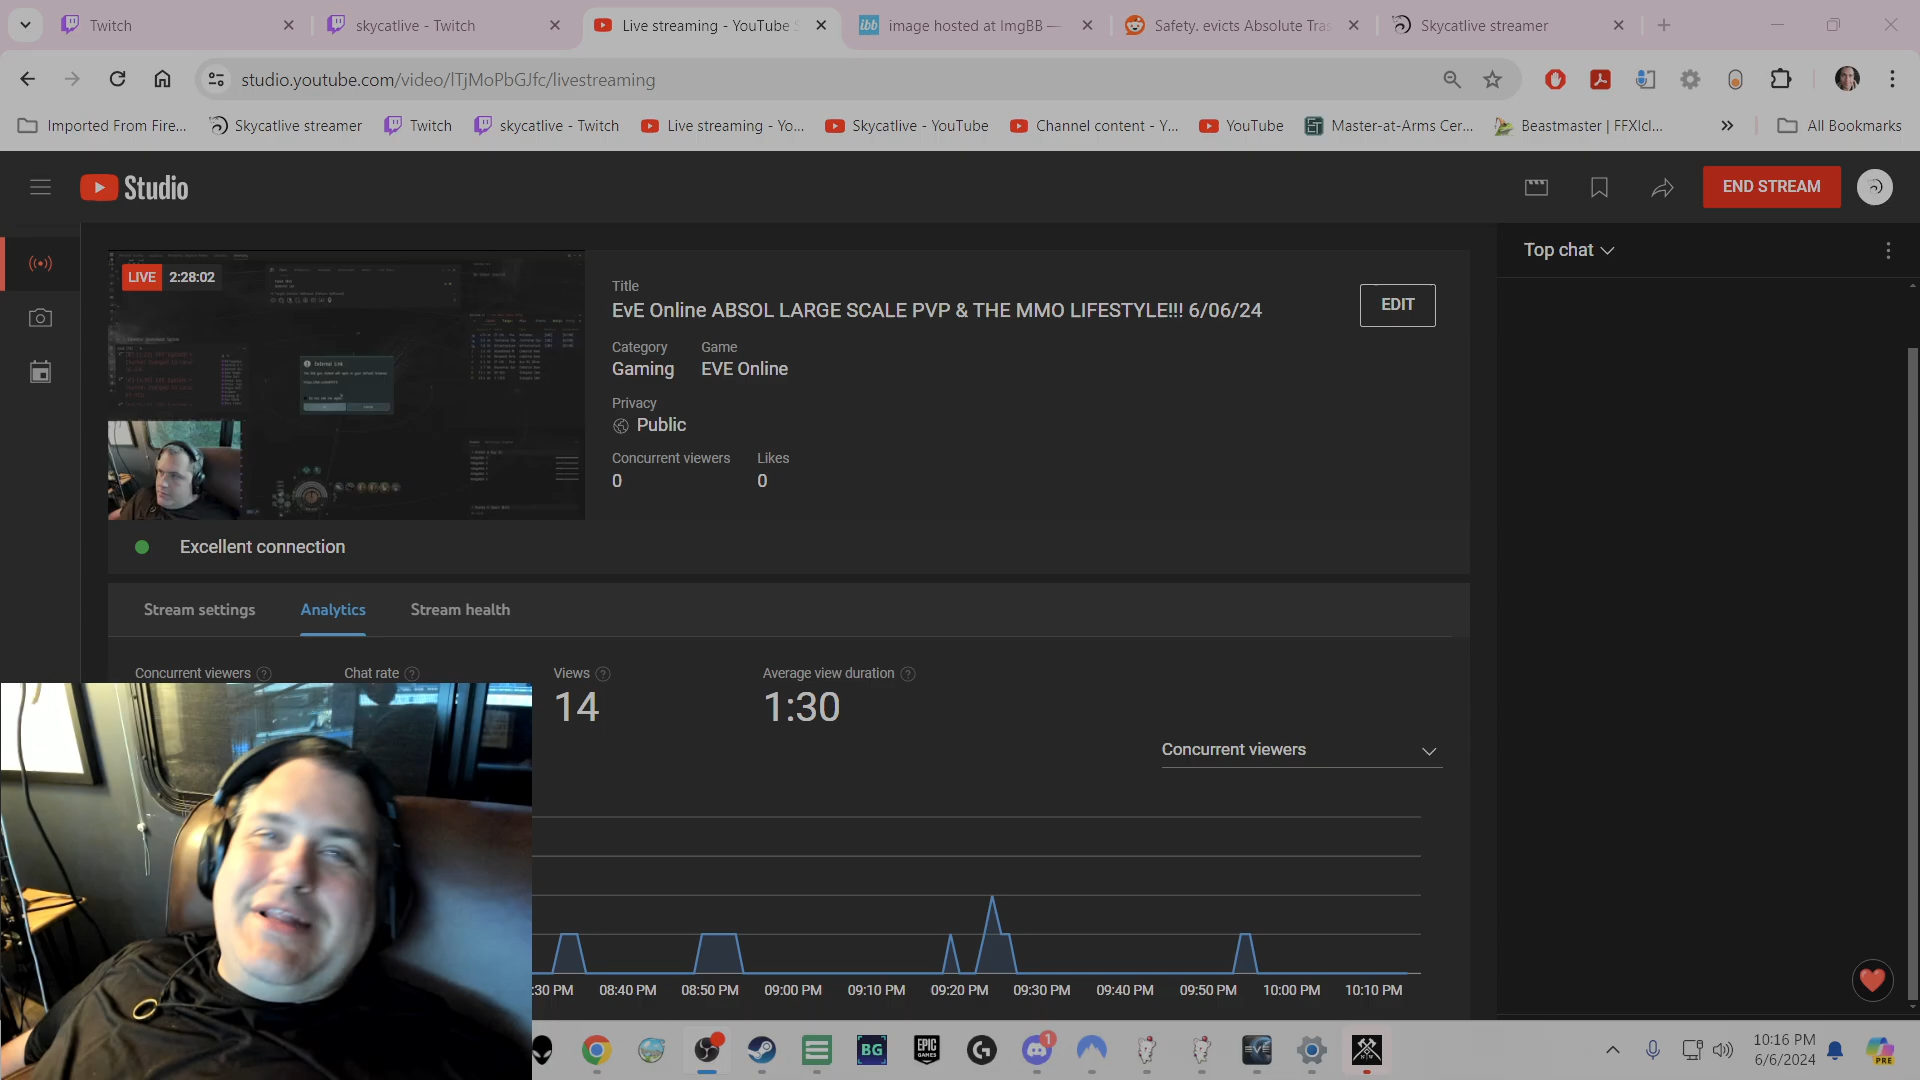 Twitch
skycatlive - Twitch
Live streaming - YouTube S
image hosted at ImgBB —
Safety. evicts Absolute Tras
Skycatlive streamer
studio.youtube.com/video/lTjMoPbGJfc/livestreaming
Imported From Fire...
Skycatlive streamer
Twitch
skycatlive - Twitch
Live streaming - Yo...
Skycatlive - YouTube
Channel content - Y...
YouTube
Master-at-Arms Cer...
Beastmaster | FFXIcl...
All Bookmarks
Studio
END STREAM
LIVE 2:28:02
Title
EvE Online ABSOL LARGE SCALE PVP & THE MMO LIFESTYLE!!! 6/06/24
EDIT
Category
Gaming
Game
EVE Online
Privacy
Public
Concurrent viewers
0
Likes
0
Top chat
Excellent connection
Stream settings
Analytics
Stream health
Concurrent viewers
Chat rate
Views
14
Average view duration
1:30
Concurrent viewers
:30 PM 08:40 PM 08:50 PM 09:00 PM 09:10 PM 09:20 PM 09:30 PM 09:40 PM 09:50 PM 10:00 PM 10:10 PM
BG
EPIC
GAMES
1
EVE
10:16 PM
6/6/2024
PRE